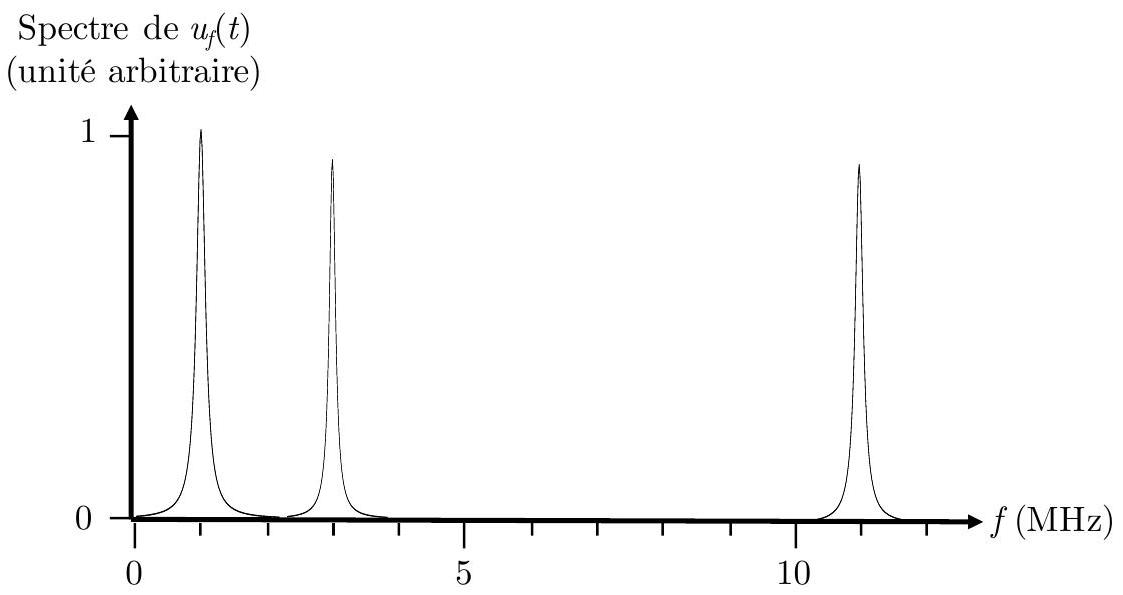 Spectre de u_f(t)
(unité arbitraire)
1
0
f (MHz)
0 5 10